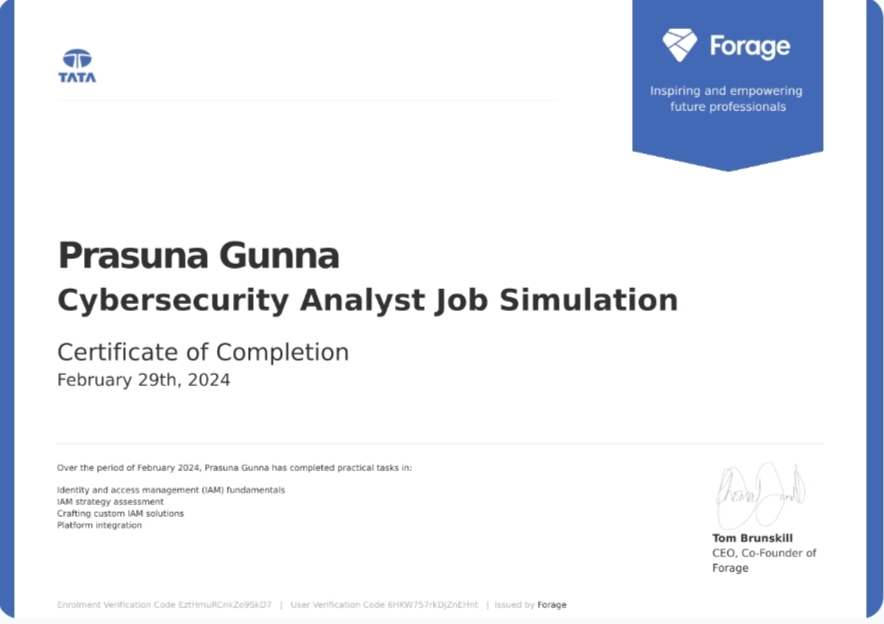 TATA
Forage
Inspiring and empowering
future professionals
Prasuna Gunna
Cybersecurity Analyst Job Simulation
Certificate of Completion
February 29th, 2024
Over the period of February 2024, Prasuna Gunna has completed practical tasks in:
Identity and access management (IAM) fundamentals
IAM strategy assessment
Crafting custom IAM solutions
Platform integration
Tom Brunskill
CEO, Co-Founder of
Forage
Enrolment Verification Code EztHmuRCnkZo9SkD7 | User Verification Code 6HKW757rkDjZnEHnt | Issued by Forage